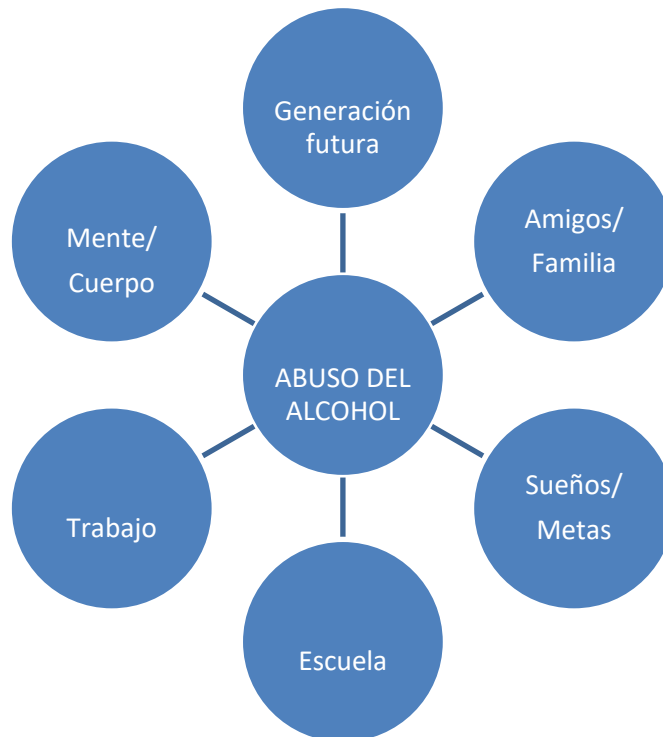 Generación
futura
Amigos/
Familia
Mente/
Cuerpo
ABUSO DEL
ALCOHOL
Sueños/
Metas
Trabajo
Escuela